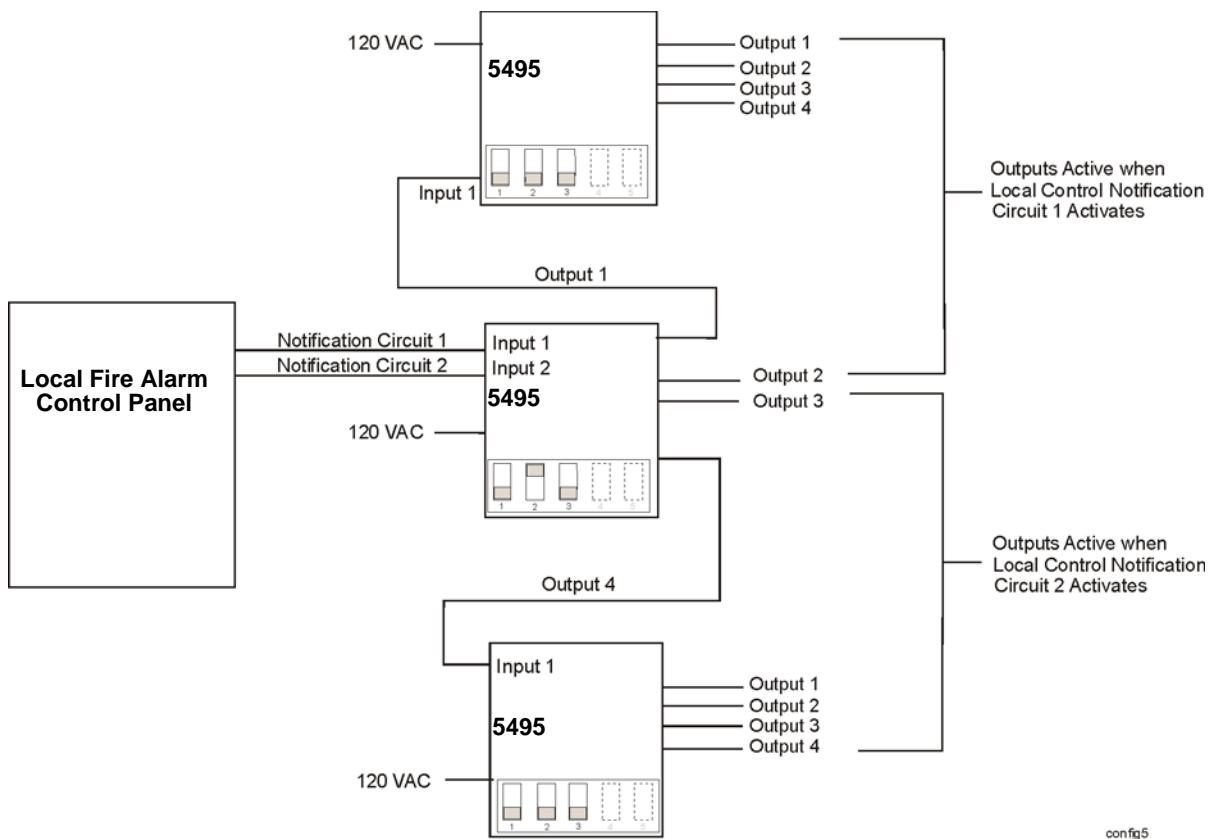 120 VAC
5495
Output 1
Output 2
Output 3
Output 4
1 2 3 4 5
Input 1
Outputs Active when
Local Control Notification
Circuit 1 Activates
Output 1
Local Fire Alarm
Control Panel
Notification Circuit 1
Notification Circuit 2
Input 1
Input 2
5495
120 VAC
Output 2
Output 3
1 2 3 4 5
Outputs Active when
Local Control Notification
Circuit 2 Activates
Output 4
Input 1
5495
120 VAC
Output 1
Output 2
Output 3
Output 4
1 2 3 4 5
config5